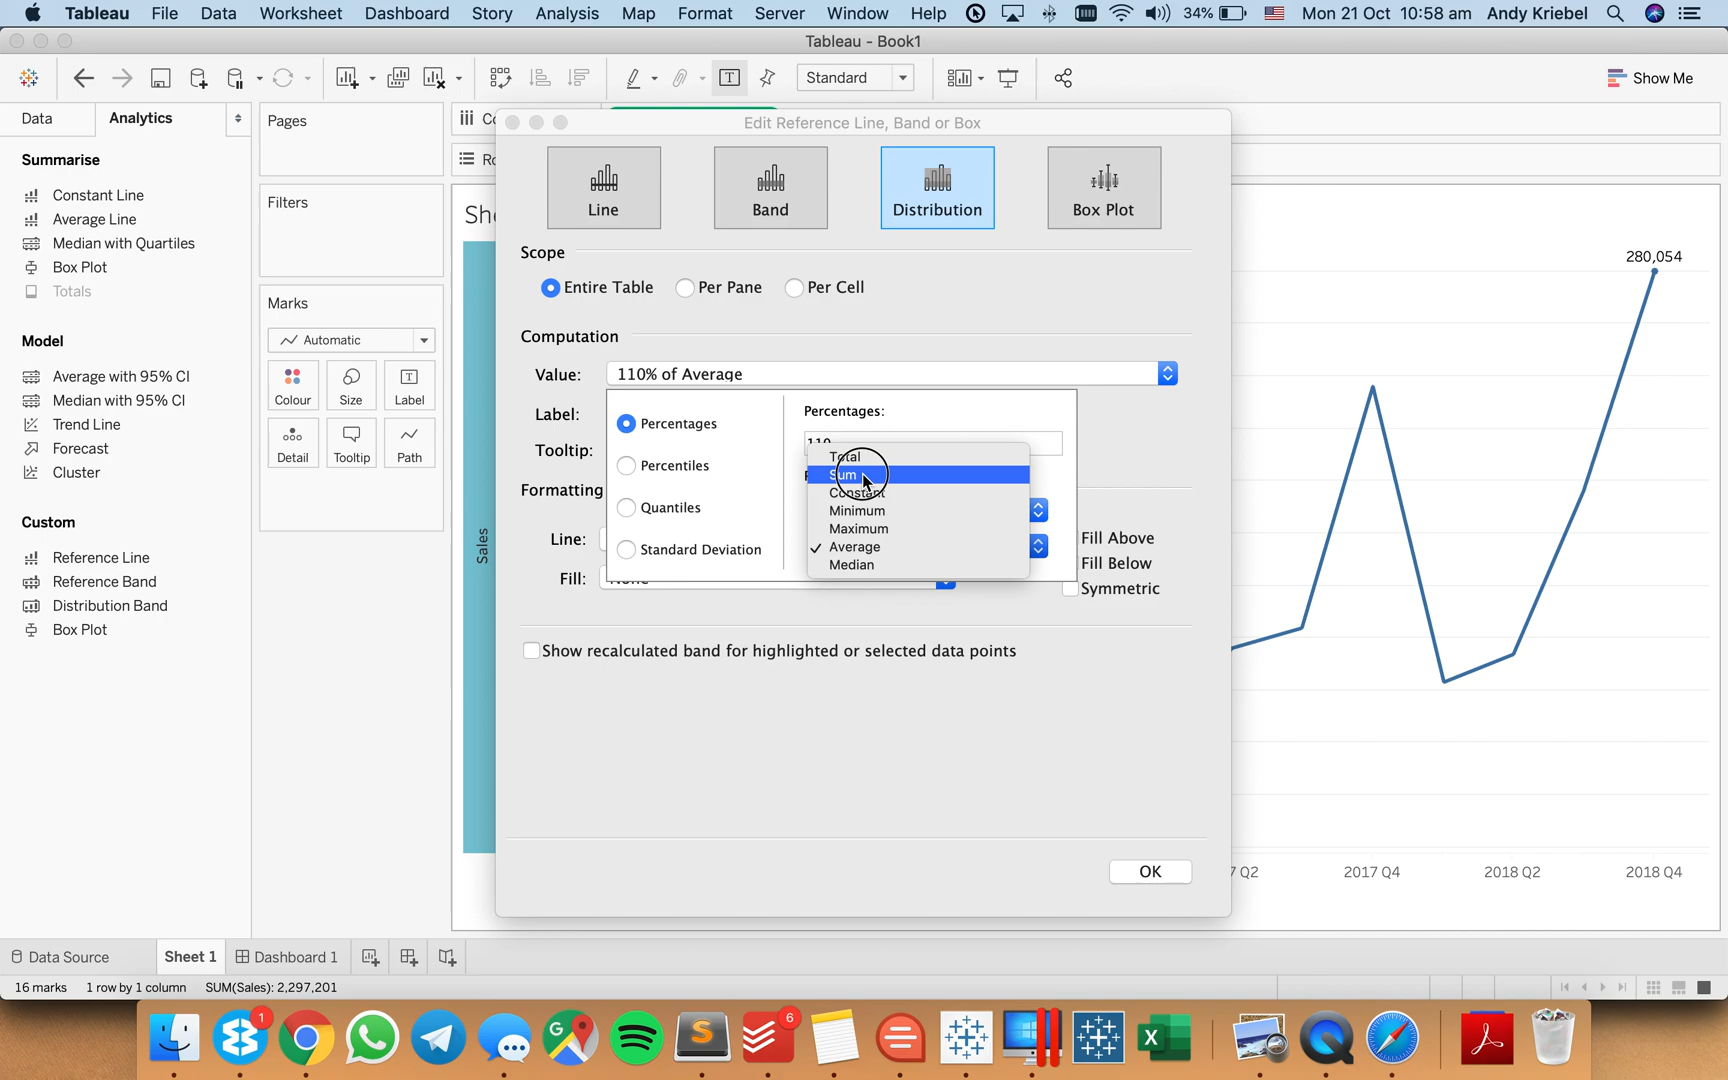 Tableau File Data Worksheet Dashboard Story Analysis Map Format Server Window Help 34% Mon 21 Oct 10:58 am Andy Kriebel
Tableau - Book1
Standard Show Me
Data Analytics
Summarise
Constant Line
Average Line
Median with Quartiles
Box Plot
Totals
Model
Average with 95% CI
Median with 95% CI
Trend Line
Forecast
Cluster
Custom
Reference Line
Reference Band
Distribution Band
Box Plot
Pages
Filters
Marks
Automatic
Colour Size Label
Detail Tooltip Path
Sales
Edit Reference Line, Band or Box
Line Band Distribution Box Plot
Scope
Entire Table Per Pane Per Cell
Computation
Value: 110% of Average
Label:
Tooltip:
Percentages
Percentiles
Quantiles
Standard Deviation
Percentages:
110
Total
Sum
Constant
Minimum
Maximum
Average
Median
Formatting
Line:
Fill: None
Fill Above
Fill Below
Symmetric
Show recalculated band for highlighted or selected data points
OK
280,054
2017 Q4 2018 Q2 2018 Q4
Data Source Sheet 1 Dashboard 1
16 marks 1 row by 1 column SUM(Sales): 2,297,201
1
6